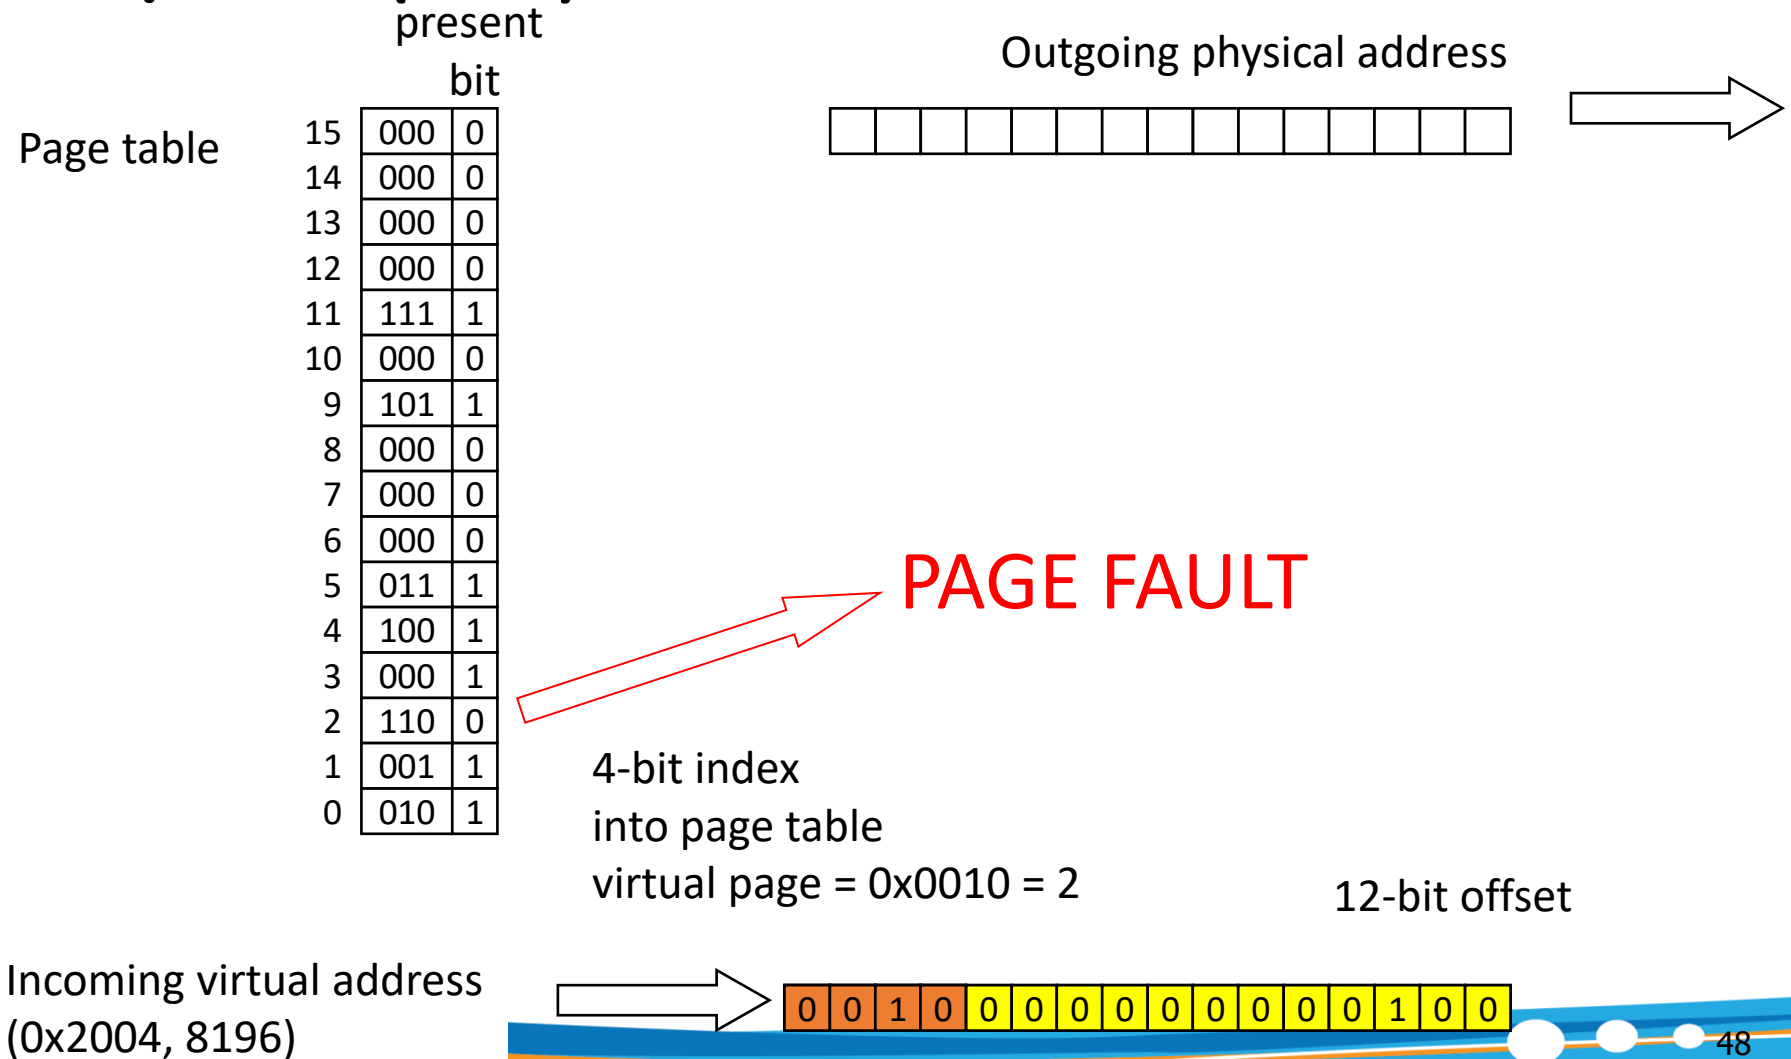 present
bit
Outgoing physical address
Page table
15 000 0
14 000 0
13 000 0
12 000 0
11 111 1
10 000 0
9 101 1
8 000 0
7 000 0
6 000 0
5 011 1
4 100 1
3 000 1
2 110 0
1 001 1
0 010 1
PAGE FAULT
4-bit index
into page table
virtual page = 0x0010 = 2
12-bit offset
Incoming virtual address
(0x2004, 8196)
0 0 1 0 0 0 0 0 0 0 0 0 0 1 0 0
48